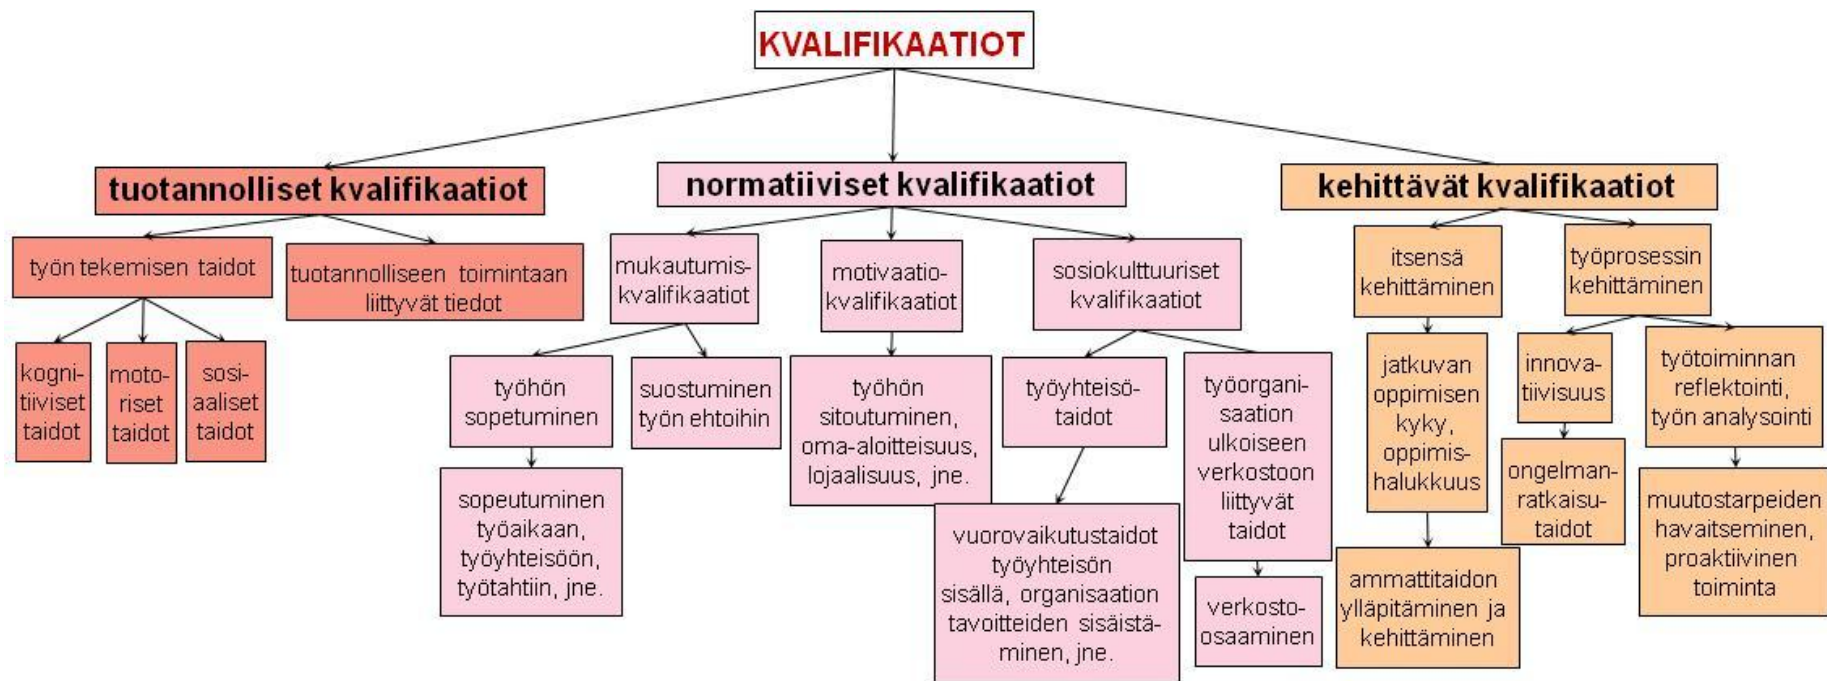 KVALIFIKAATIOT
tuotannolliset kvalifikaatiot
työn tekemisen taidot
kogni-
tiiviset
taidot
moto-
riset
taidot
sosi-
aaliset
taidot
tuotannolliseen toimintaan
liittyvät tiedot
normatiiviset kvalifikaatiot
mukautumis-
kvalifikaatiot
työhön
sopetuminen
sopeutuminen
työaikaan,
työyhteisöön,
työtahtiin, jne.
suostuminen
työn ehtoihin
motivaatio-
kvalifikaatiot
työhön
sitoutuminen,
oma-aloitteisuus,
lojaalisuus, jne.
sosiokulttuuriset
kvalifikaatiot
työyhteisö-
taidot
vuorovaikutustaidot
työyhteisön
sisällä, organisaation
tavoitteiden sisäistä-
minen, jne.
työorgani-
saation
ulkoiseen
verkostoon
liittyvät
taidot
verkosto-
osaaminen
kehittävät kvalifikaatiot
itsensä
kehittäminen
jatkuvan
oppimisen
kyky,
oppimis-
halukkuus
ammattitaidon
ylläpitäminen ja
kehittäminen
työprosessin
kehittäminen
innova-
tiivisuus
ongelman-
ratkaisu-
taidot
työtoiminnan
reflektointi,
työn analysointi
muutostarpeiden
havaitseminen,
proaktiivinen
toiminta